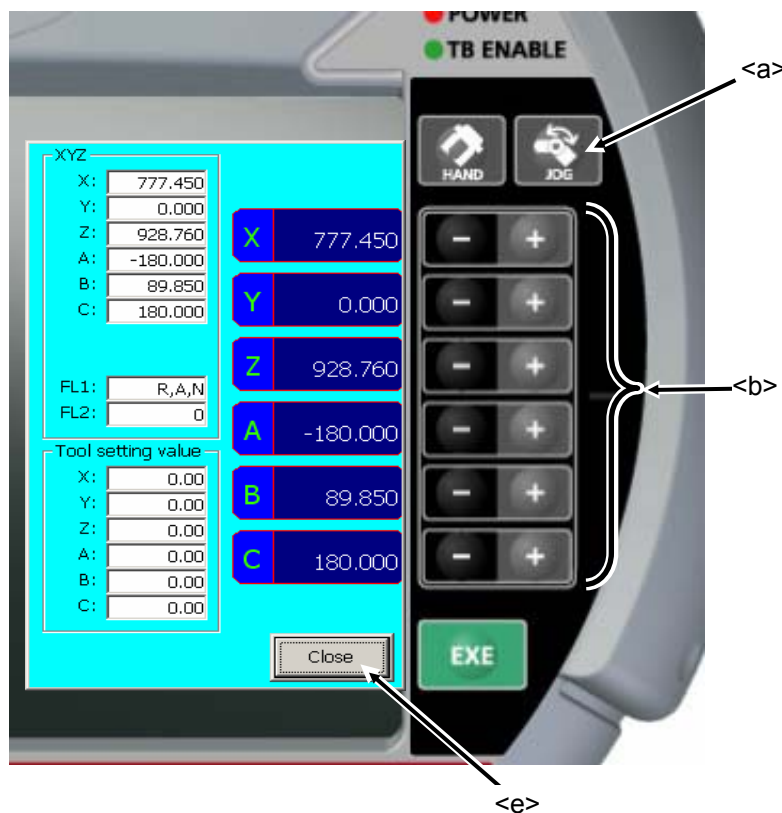 POWER
TB ENABLE
<a>
HAND
JOG
XYZ
X: 777.450
Y: 0.000
Z: 928.760
A: -180.000
B: 89.850
C: 180.000
FL1: R,A,N
FL2: 0
Tool setting value
X: 0.00
Y: 0.00
Z: 0.00
A: 0.00
B: 0.00
C: 0.00
X 777.450
Y 0.000
Z 928.760
A -180.000
B 89.850
C 180.000
- +
- +
- +
- +
- +
- +
<b>
Close
EXE
<e>